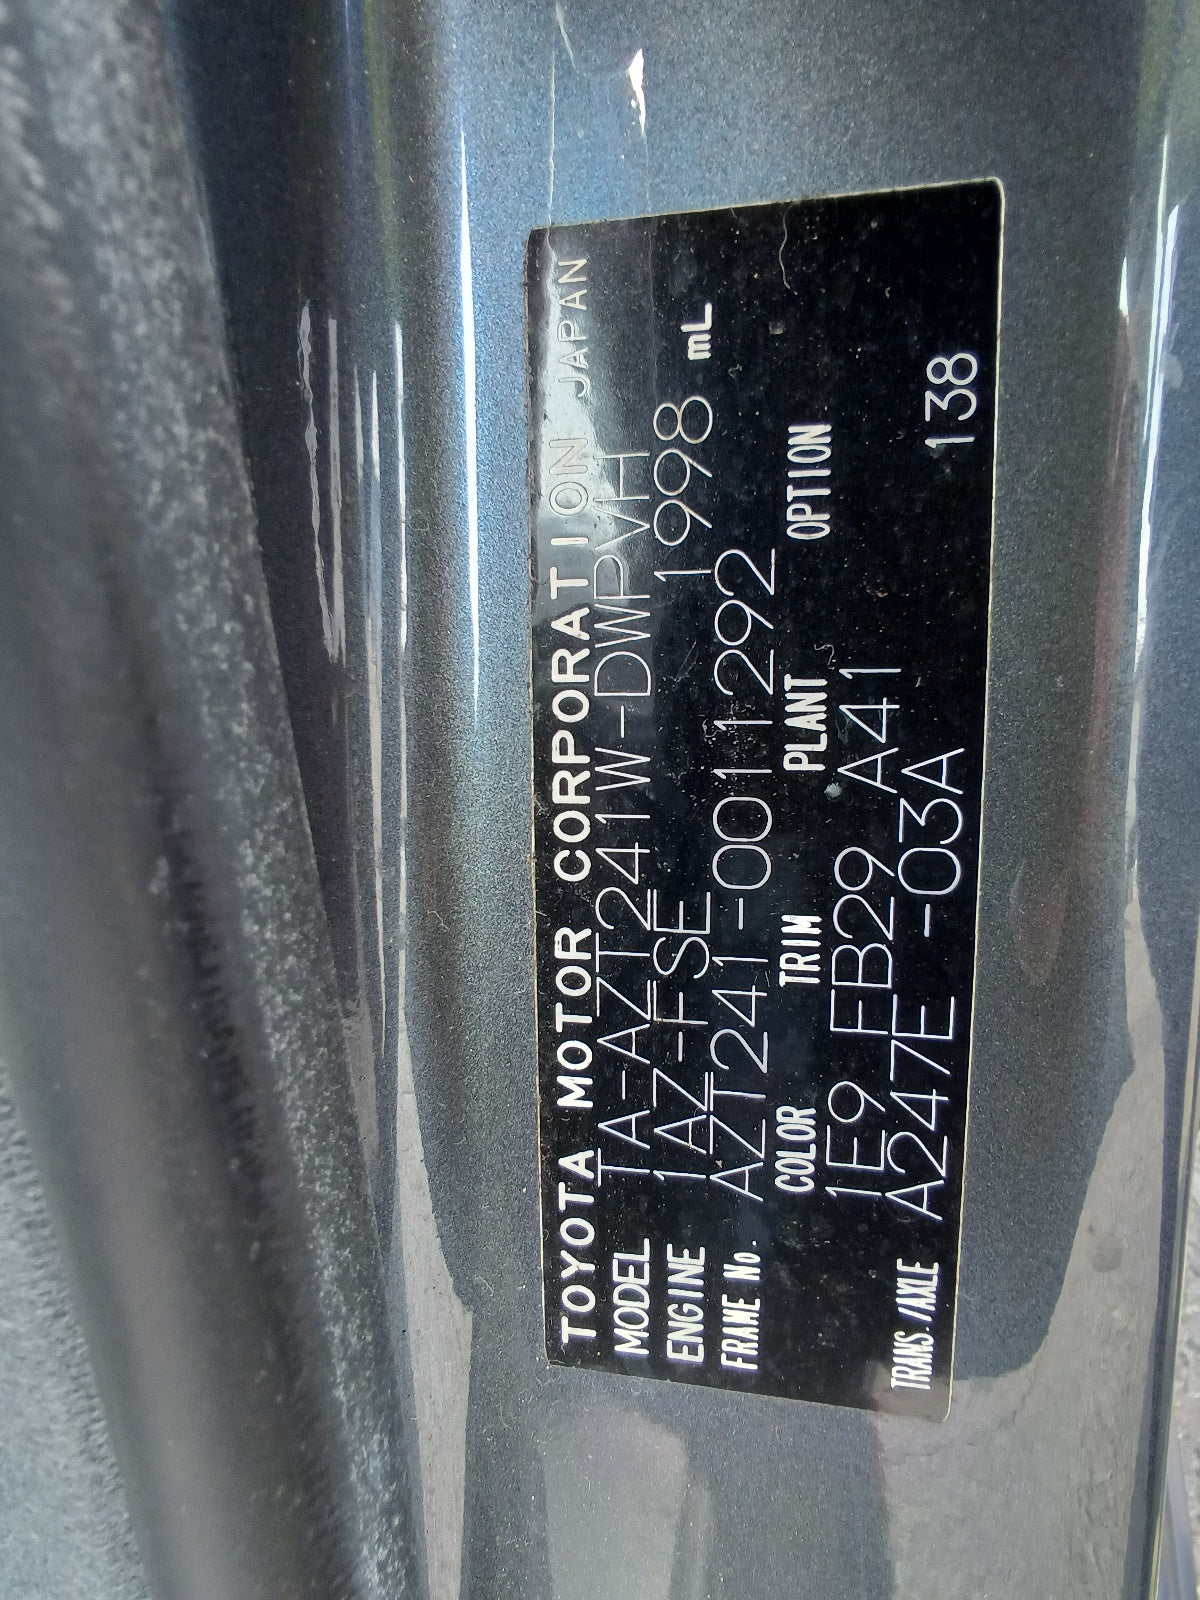 TOYOTA MOTOR CORPORATION JAPAN
MODEL TA-AZT241W-DWPVH
ENGINE 1AZ-FSE 1998 mL
FRAME No. AZT241-0011292
COLOR TRIM PLANT OPTION
1E9 FB29 A41
TRANS./AXLE A247E -03A 138